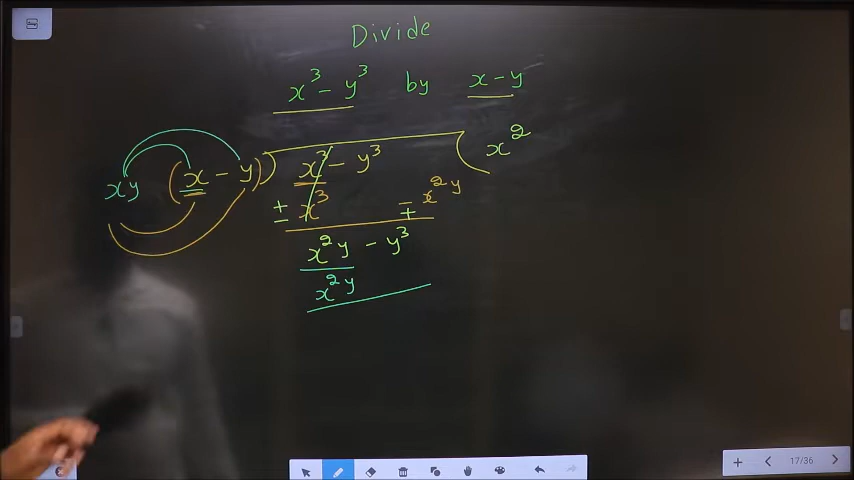 Divide
x³ - y³ by x - y
xy (x - y) ) x³ - y³ ( x²
± x³ ∓ x²y
x²y - y³
x²y
17/36